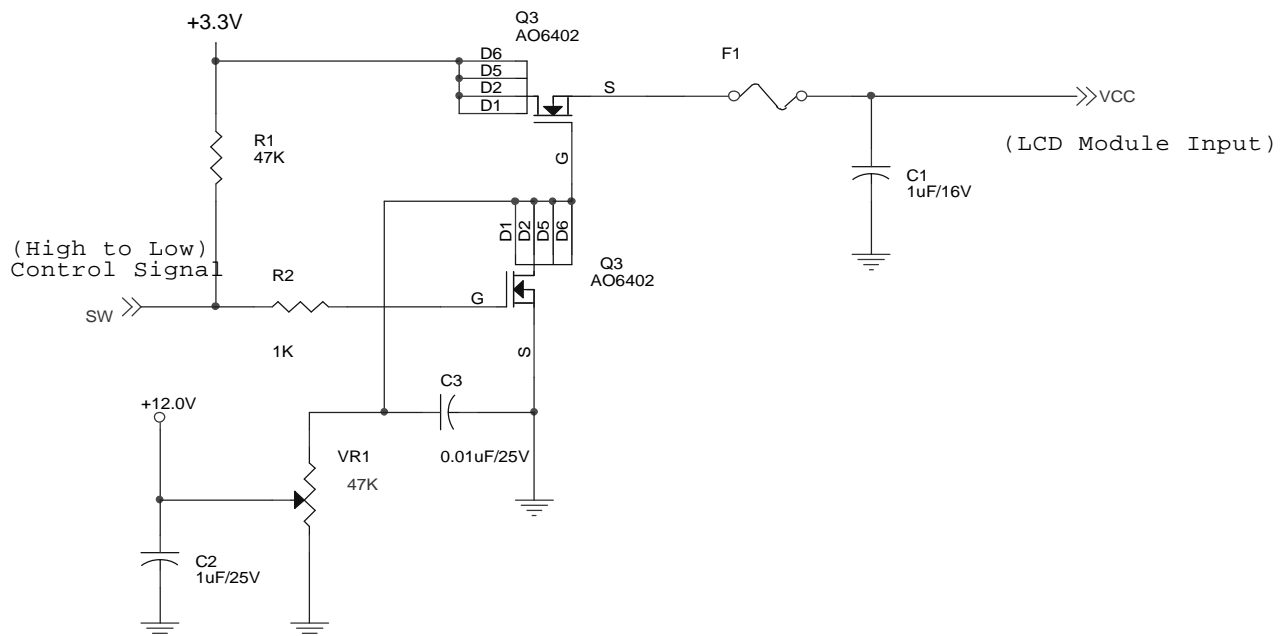 +3.3V
Q3
AO6402
D6
D5
D2
D1
S
G
F1
VCC
(LCD Module Input)
C1
1uF/16V
R1
47K
D1
D2
D5
D6
(High to Low)
Control Signal
SW
R2
1K
G
Q3
AO6402
S
C3
0.01uF/25V
+12.0V
VR1
47K
C2
1uF/25V